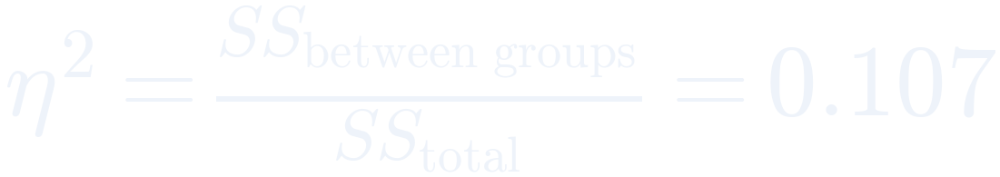 η² = SS_between groups / SS_total = 0.107